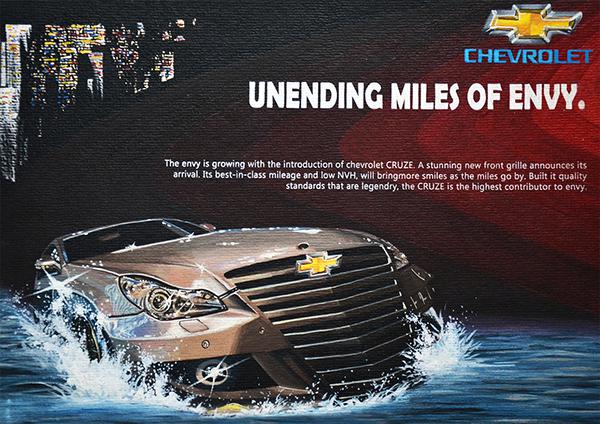 CHEVROLET
UNENDING MILES OF ENVY.
The envy is growing with the introduction of chevrolet CRUZE. A stunning new front grille announces its
arrival. Its best-in-class mileage and low NVH, will bringmore smiles as the miles go by. Built it quality
standards that are legendry, the CRUZE is the highest contributor to envy.